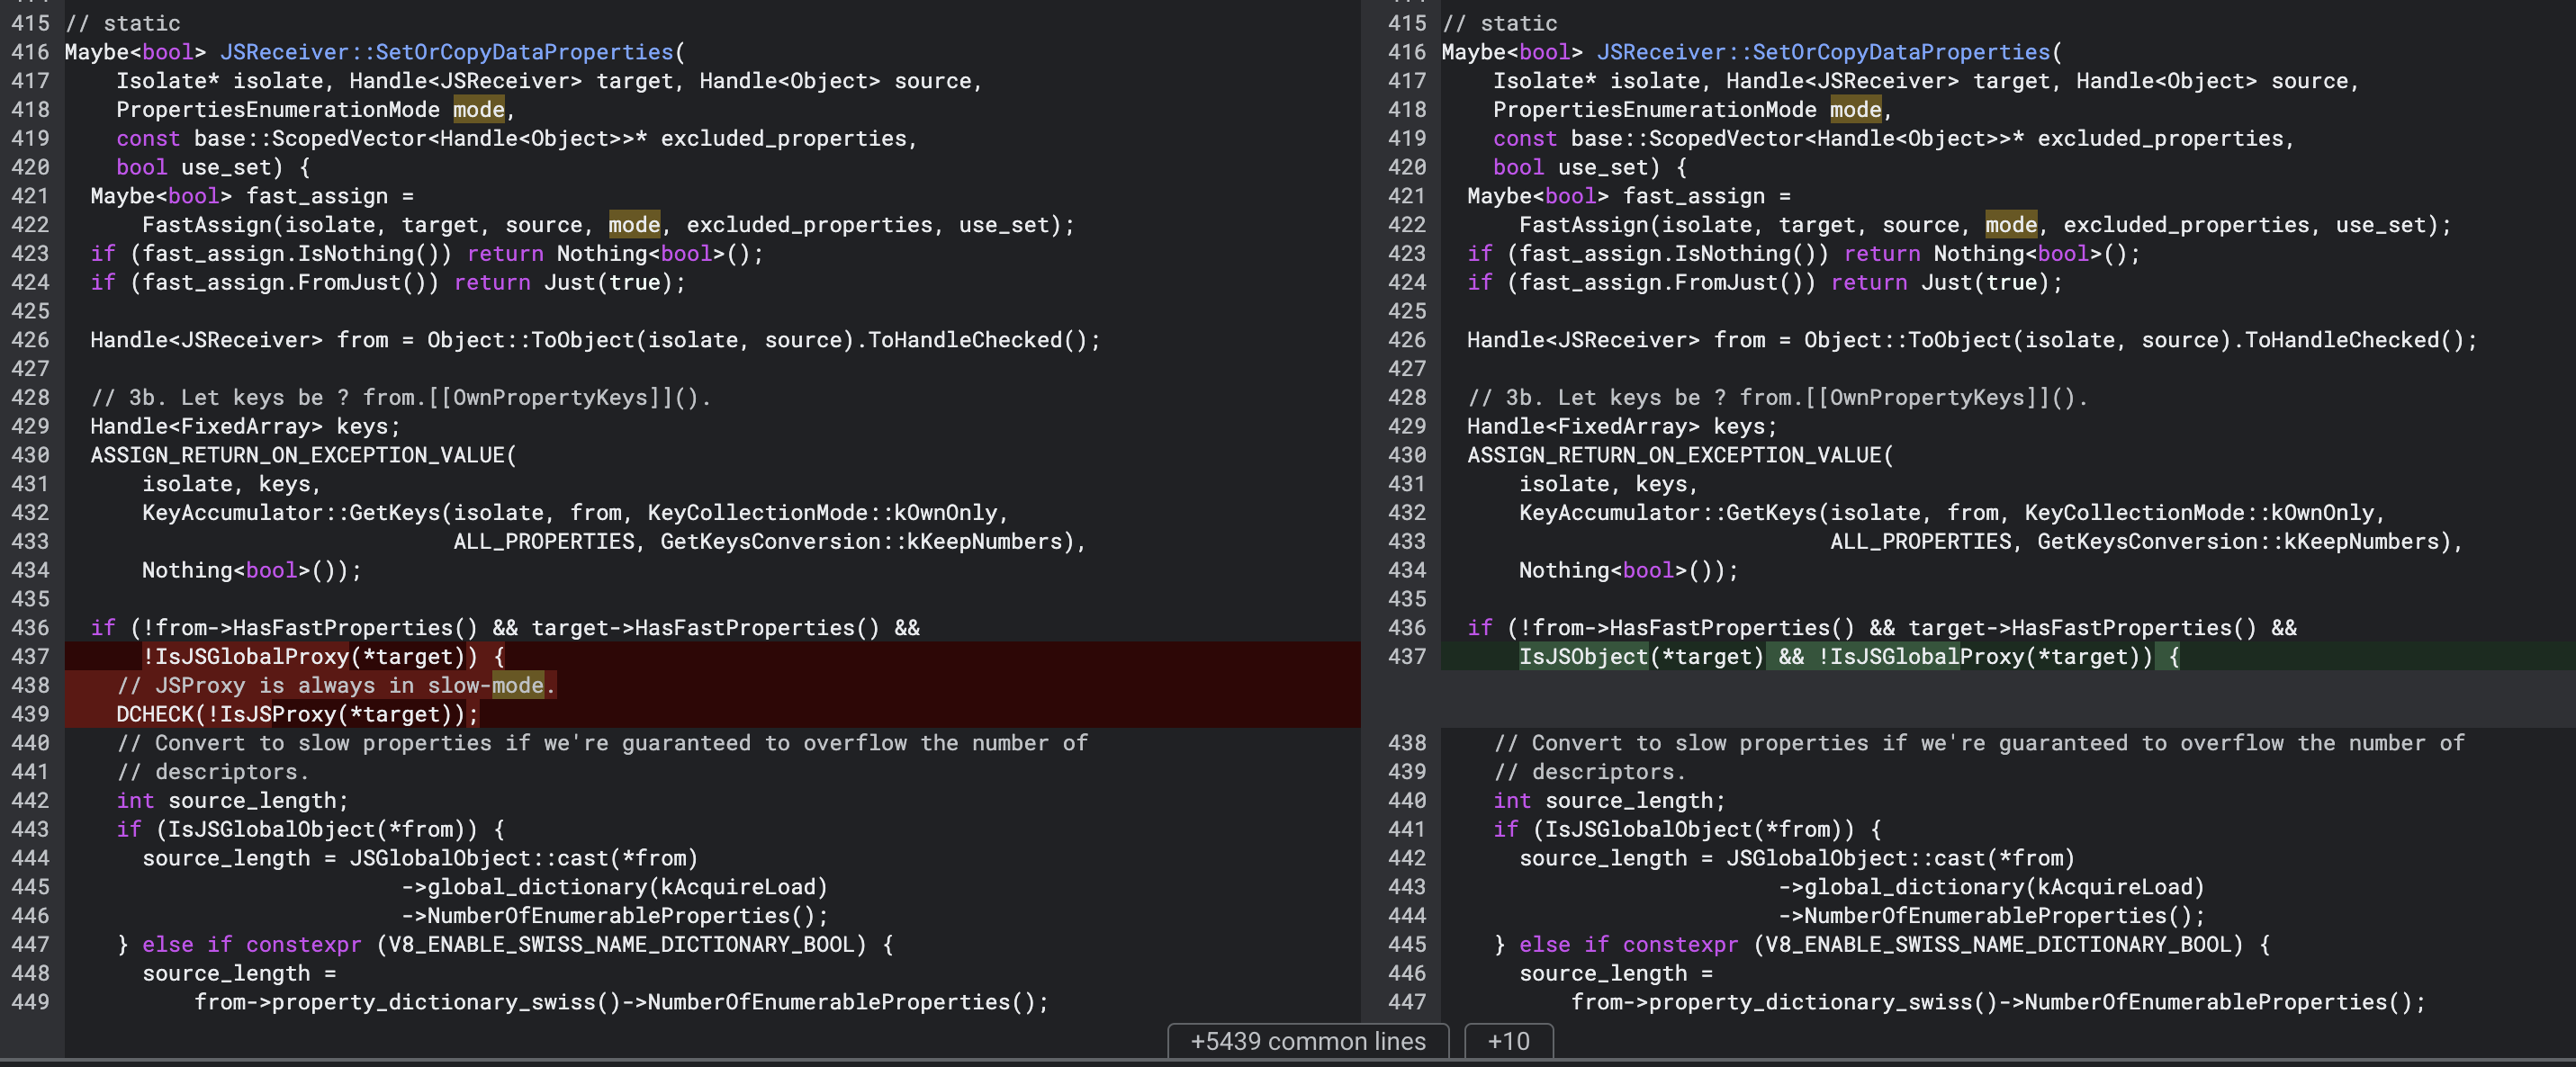 415 // static
416 Maybe<bool> JSReceiver::SetOrCopyDataProperties(
417     Isolate* isolate, Handle<JSReceiver> target, Handle<Object> source,
418     PropertiesEnumerationMode mode,
419     const base::ScopedVector<Handle<Object>>* excluded_properties,
420     bool use_set) {
421   Maybe<bool> fast_assign =
422       FastAssign(isolate, target, source, mode, excluded_properties, use_set);
423   if (fast_assign.IsNothing()) return Nothing<bool>();
424   if (fast_assign.FromJust()) return Just(true);
425
426   Handle<JSReceiver> from = Object::ToObject(isolate, source).ToHandleChecked();
427
428   // 3b. Let keys be ? from.[[OwnPropertyKeys]]().
429   Handle<FixedArray> keys;
430   ASSIGN_RETURN_ON_EXCEPTION_VALUE(
431       isolate, keys,
432       KeyAccumulator::GetKeys(isolate, from, KeyCollectionMode::kOwnOnly,
433                               ALL_PROPERTIES, GetKeysConversion::kKeepNumbers),
434       Nothing<bool>());
435
436   if (!from->HasFastProperties() && target->HasFastProperties() &&
437       !IsJSGlobalProxy(*target)) {
438     // JSProxy is always in slow-mode.
439     DCHECK(!IsJSProxy(*target));
440     // Convert to slow properties if we're guaranteed to overflow the number of
441     // descriptors.
442     int source_length;
443     if (IsJSGlobalObject(*from)) {
444       source_length = JSGlobalObject::cast(*from)
445                           ->global_dictionary(kAcquireLoad)
446                           ->NumberOfEnumerableProperties();
447     } else if constexpr (V8_ENABLE_SWISS_NAME_DICTIONARY_BOOL) {
448       source_length =
449           from->property_dictionary_swiss()->NumberOfEnumerableProperties();
415 // static
416 Maybe<bool> JSReceiver::SetOrCopyDataProperties(
417     Isolate* isolate, Handle<JSReceiver> target, Handle<Object> source,
418     PropertiesEnumerationMode mode,
419     const base::ScopedVector<Handle<Object>>* excluded_properties,
420     bool use_set) {
421   Maybe<bool> fast_assign =
422       FastAssign(isolate, target, source, mode, excluded_properties, use_set);
423   if (fast_assign.IsNothing()) return Nothing<bool>();
424   if (fast_assign.FromJust()) return Just(true);
425
426   Handle<JSReceiver> from = Object::ToObject(isolate, source).ToHandleChecked();
427
428   // 3b. Let keys be ? from.[[OwnPropertyKeys]]().
429   Handle<FixedArray> keys;
430   ASSIGN_RETURN_ON_EXCEPTION_VALUE(
431       isolate, keys,
432       KeyAccumulator::GetKeys(isolate, from, KeyCollectionMode::kOwnOnly,
433                               ALL_PROPERTIES, GetKeysConversion::kKeepNumbers),
434       Nothing<bool>());
435
436   if (!from->HasFastProperties() && target->HasFastProperties() &&
437       IsJSObject(*target) && !IsJSGlobalProxy(*target)) {
438     // Convert to slow properties if we're guaranteed to overflow the number of
439     // descriptors.
440     int source_length;
441     if (IsJSGlobalObject(*from)) {
442       source_length = JSGlobalObject::cast(*from)
443                           ->global_dictionary(kAcquireLoad)
444                           ->NumberOfEnumerableProperties();
445     } else if constexpr (V8_ENABLE_SWISS_NAME_DICTIONARY_BOOL) {
446       source_length =
447           from->property_dictionary_swiss()->NumberOfEnumerableProperties();
+5439 common lines
+10